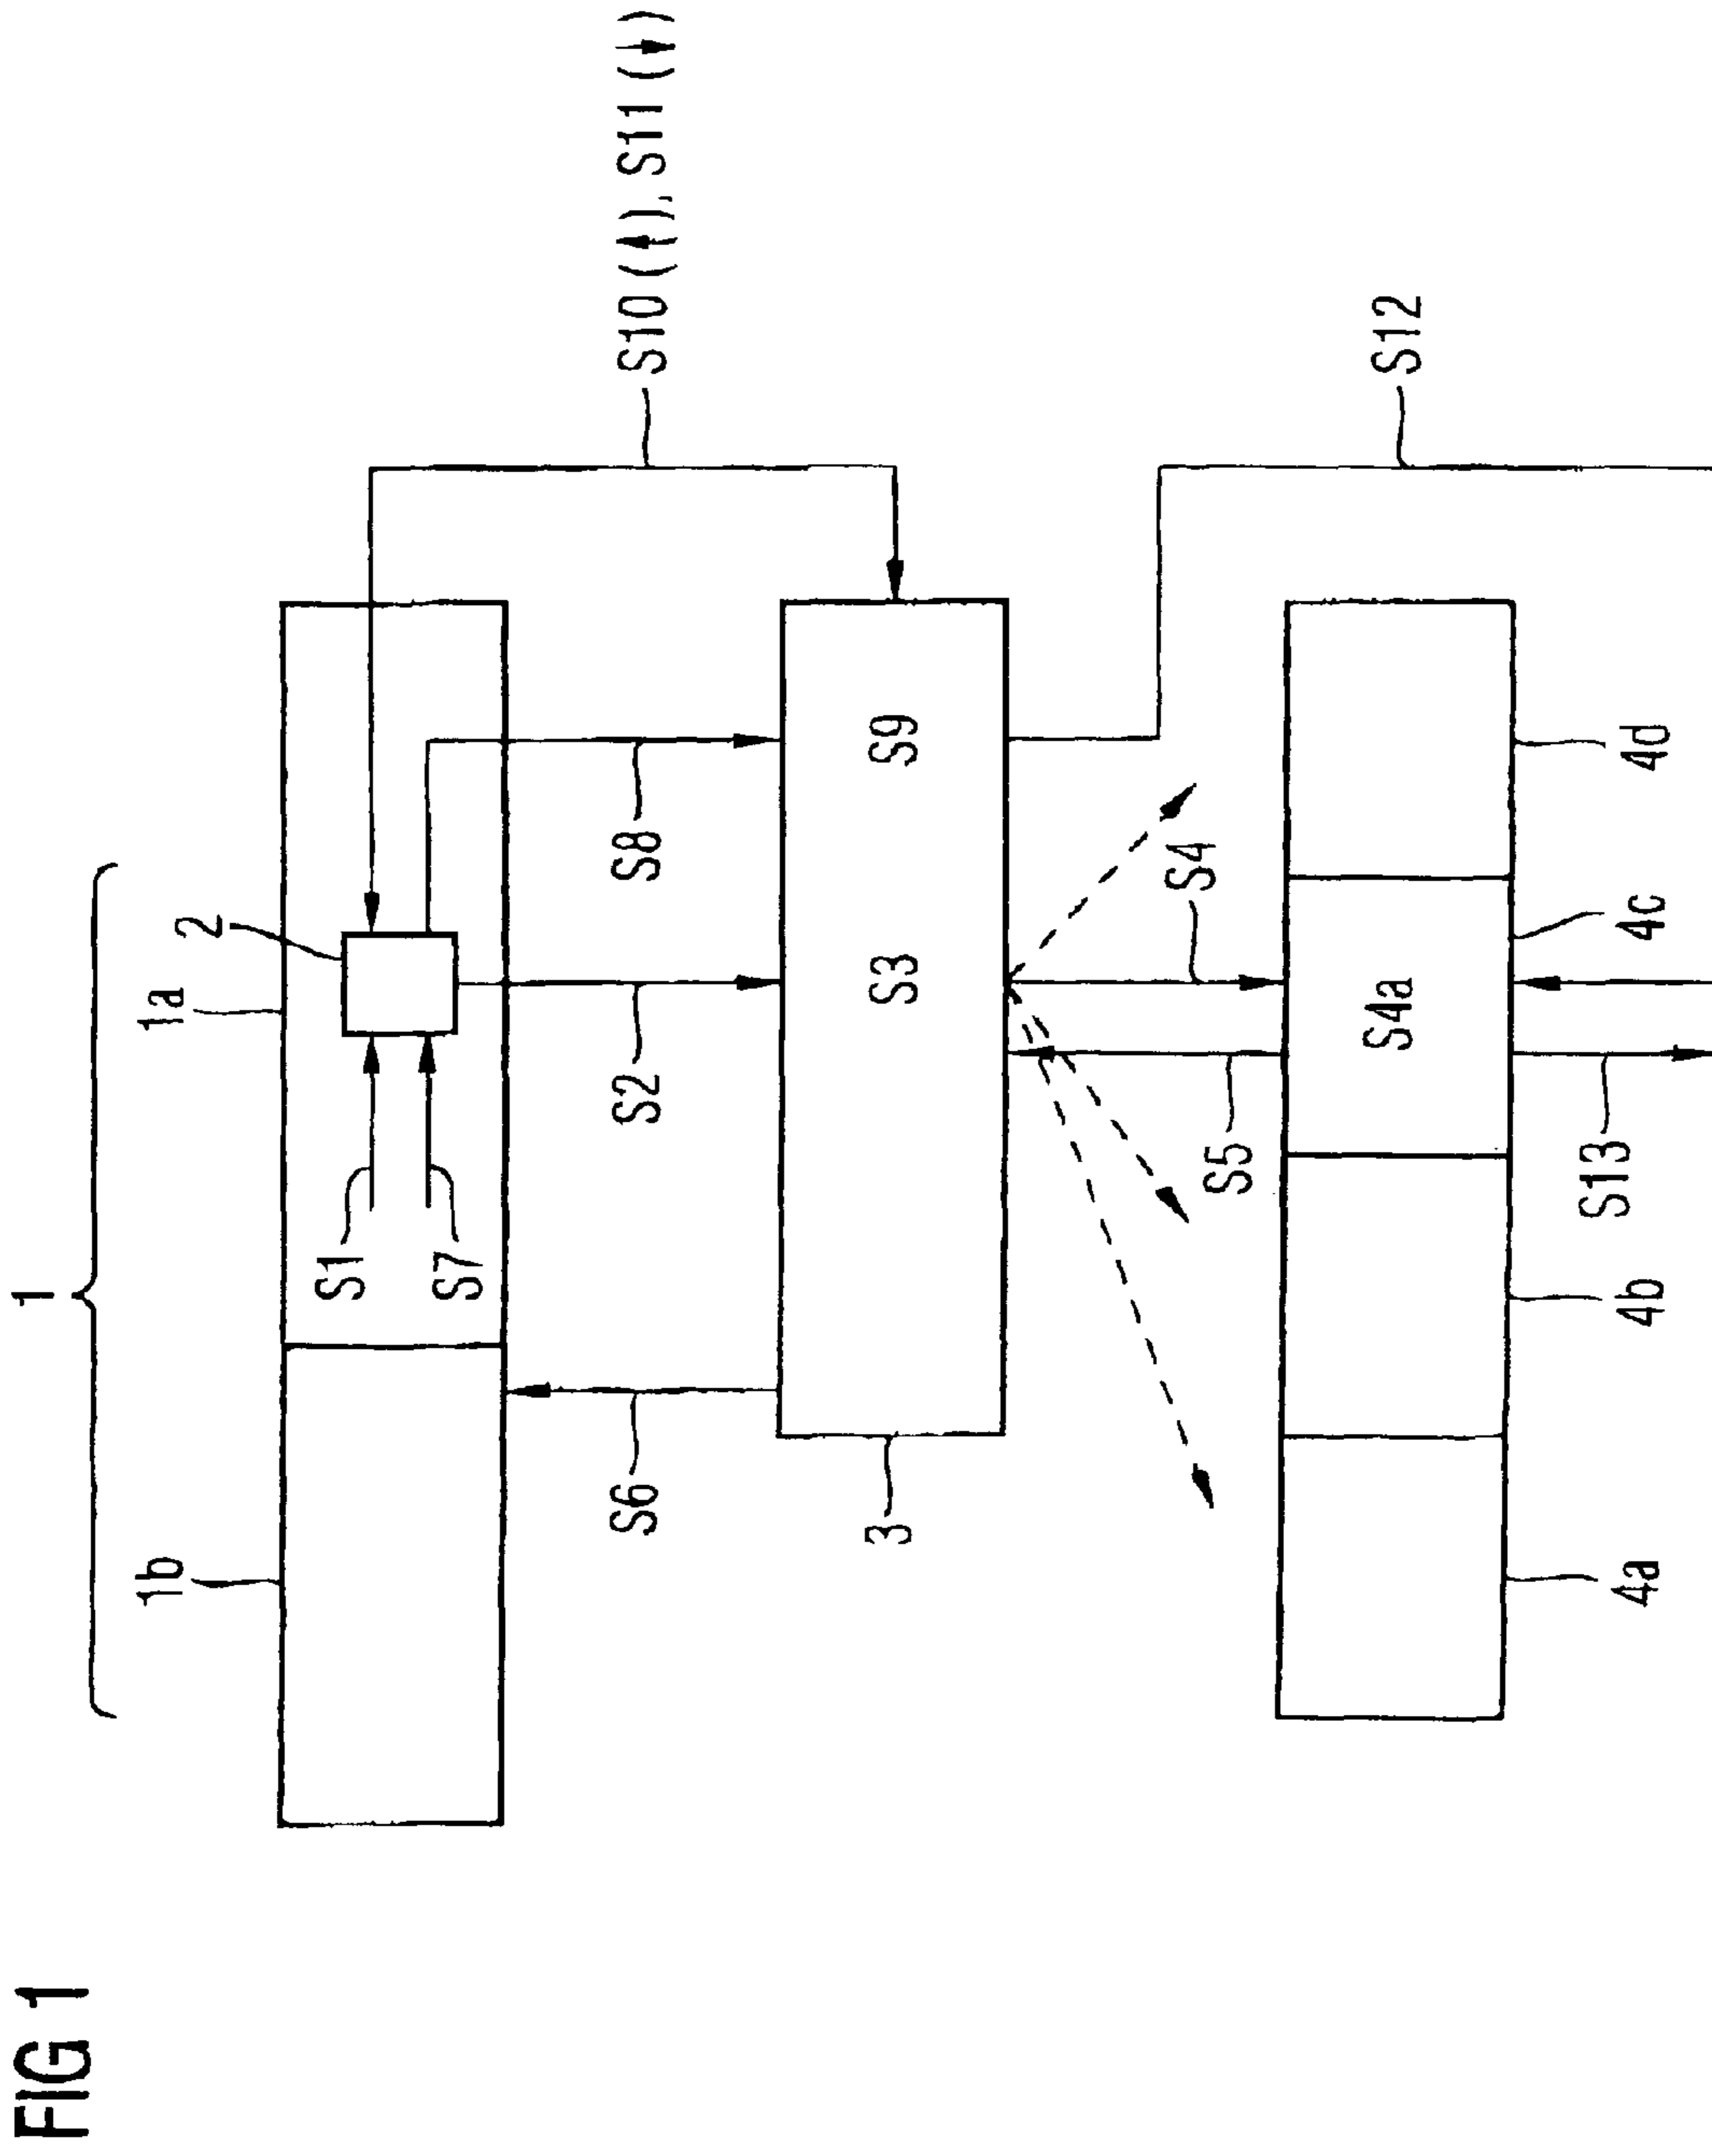 FIG 1
1
1b
1a
2
S1
S7
S6
S2
S8
S10 (↑), S11 (↓)
3
S3
S9
S4
S5
S4a
S12
S13
4a
4b
4c
4d